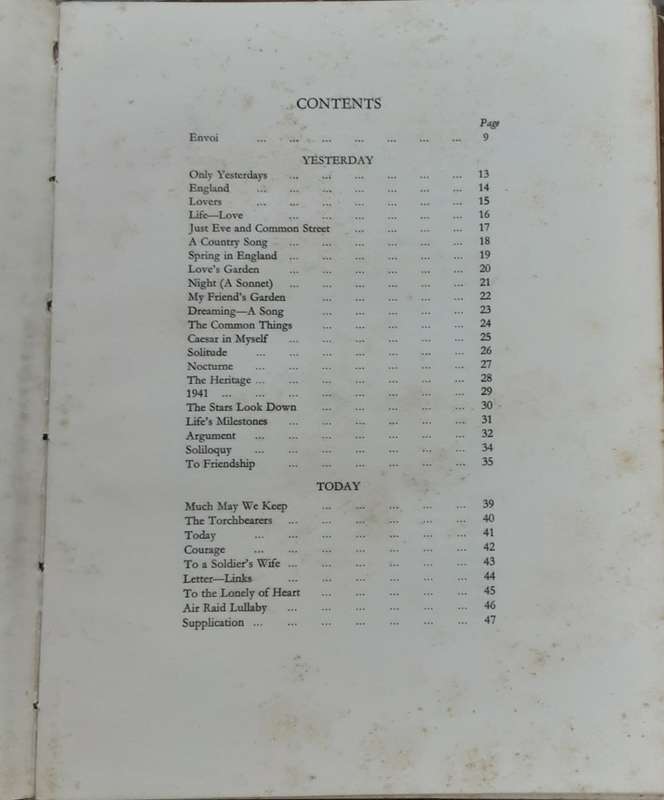 CONTENTS
Page
Envoi ... ... ... ... ... ... ... 9
YESTERDAY
Only Yesterdays ... ... ... ... ... ... 13
England ... ... ... ... ... ... ... 14
Lovers ... ... ... ... ... ... ... 15
Life—Love ... ... ... ... ... ... 16
Just Eve and Common Street ... ... ... ... 17
A Country Song ... ... ... ... ... ... 18
Spring in England ... ... ... ... ... ... 19
Love's Garden ... ... ... ... ... ... 20
Night (A Sonnet) ... ... ... ... ... ... 21
My Friend's Garden ... ... ... ... ... 22
Dreaming—A Song ... ... ... ... ... 23
The Common Things ... ... ... ... ... 24
Caesar in Myself ... ... ... ... ... ... 25
Solitude ... ... ... ... ... ... ... 26
Nocturne ... ... ... ... ... ... ... 27
The Heritage ... ... ... ... ... ... ... 28
1941 ... ... ... ... ... ... ... ... 29
The Stars Look Down ... ... ... ... ... 30
Life's Milestones ... ... ... ... ... ... 31
Argument ... ... ... ... ... ... ... 32
Soliloquy ... ... ... ... ... ... ... 34
To Friendship ... ... ... ... ... ... 35
TODAY
Much May We Keep ... ... ... ... ... 39
The Torchbearers ... ... ... ... ... ... 40
Today ... ... ... ... ... ... ... 41
Courage ... ... ... ... ... ... ... 42
To a Soldier's Wife ... ... ... ... ... ... 43
Letter—Links ... ... ... ... ... ... 44
To the Lonely of Heart ... ... ... ... ... 45
Air Raid Lullaby ... ... ... ... ... ... 46
Supplication ... ... ... ... ... ... ... 47